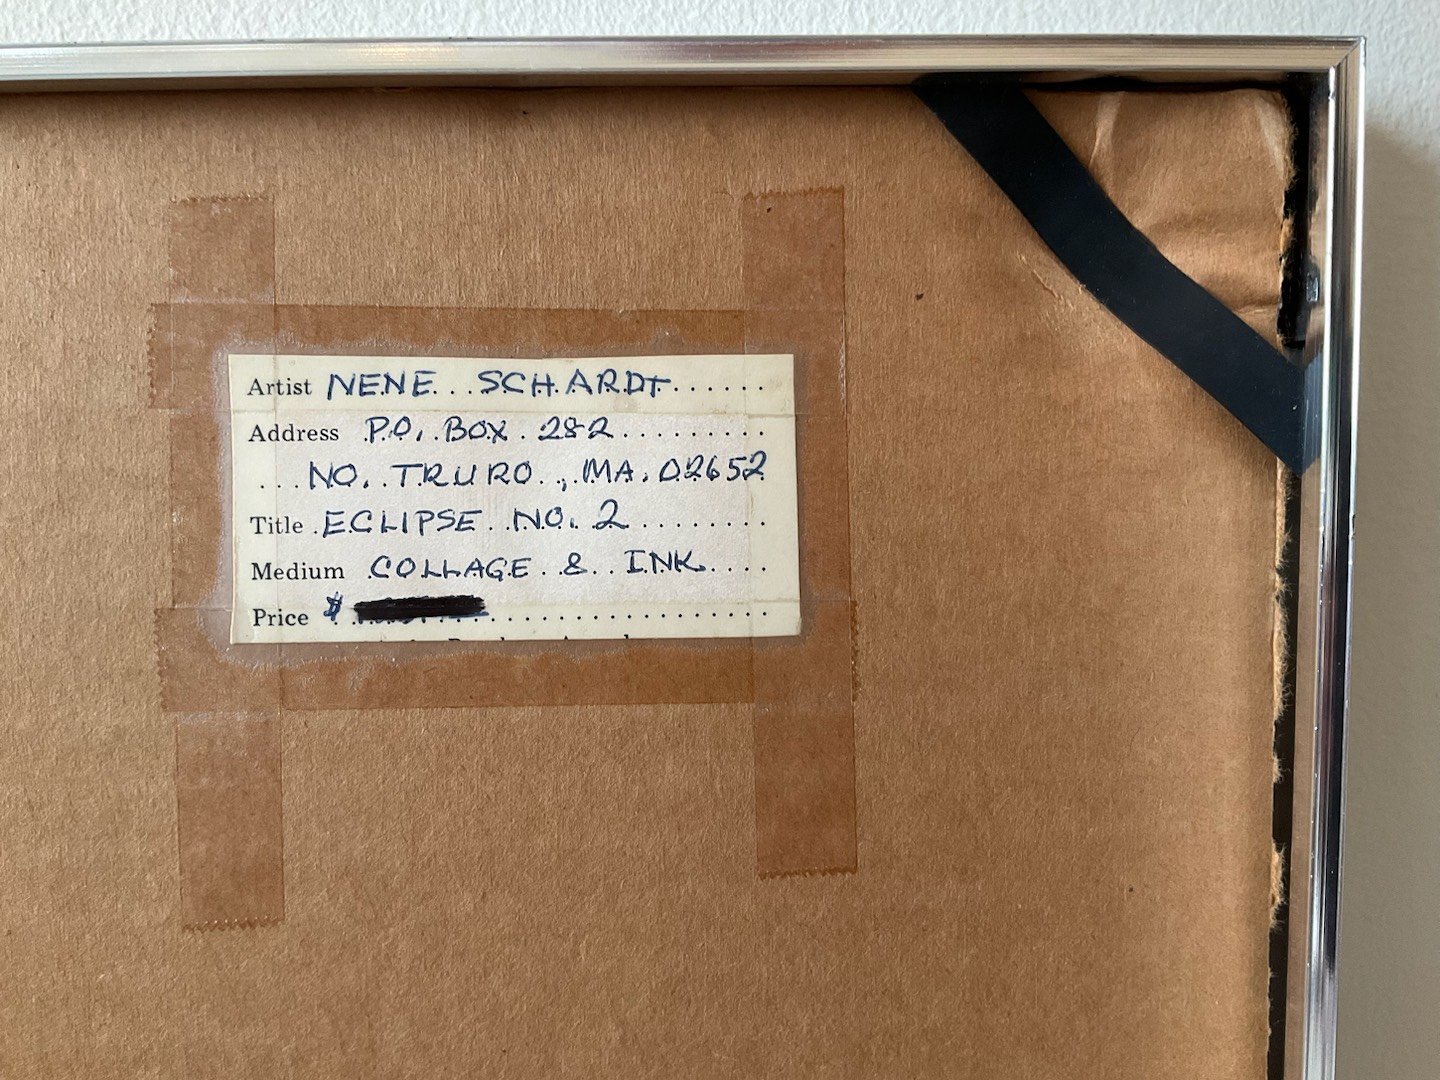 Artist NENE SCHARDT
Address P.O. BOX 282
NO. TRURO, MA. 02652
Title ECLIPSE NO. 2
Medium COLLAGE & INK
Price $